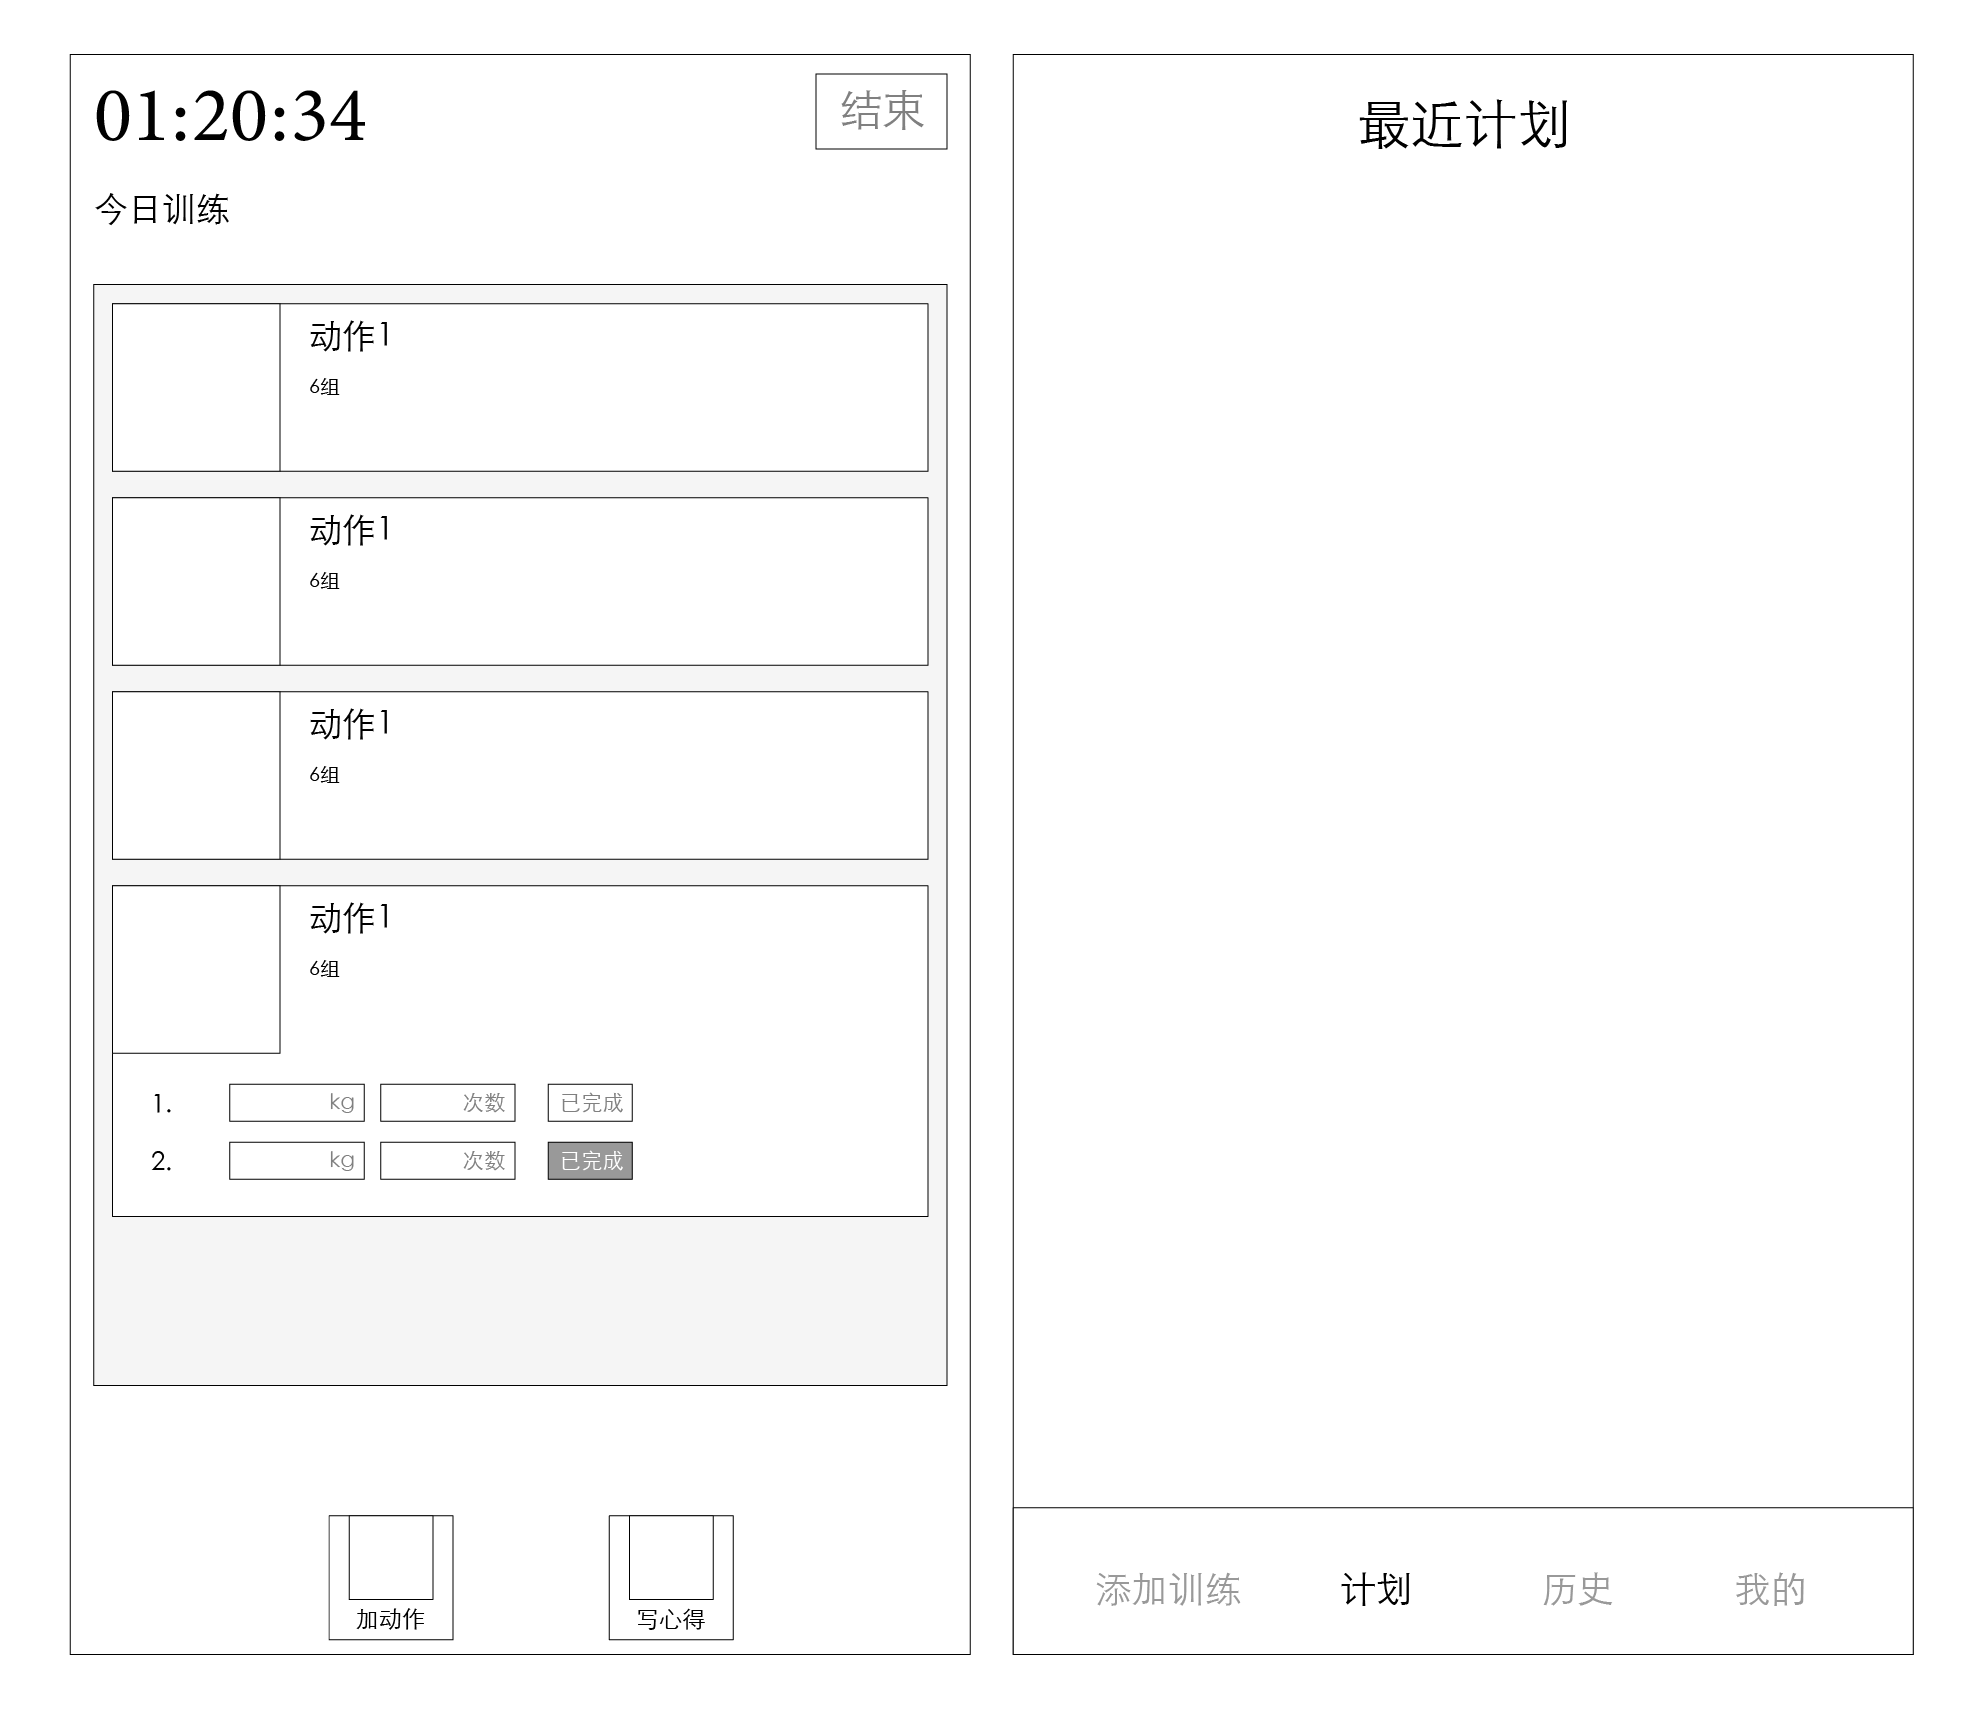 01:20:34
结束
今日训练
动作1
6组
动作1
6组
动作1
6组
动作1
6组
1. kg 次数 已完成
2. kg 次数 已完成
加动作 写心得
最近计划
添加训练 计划 历史 我的